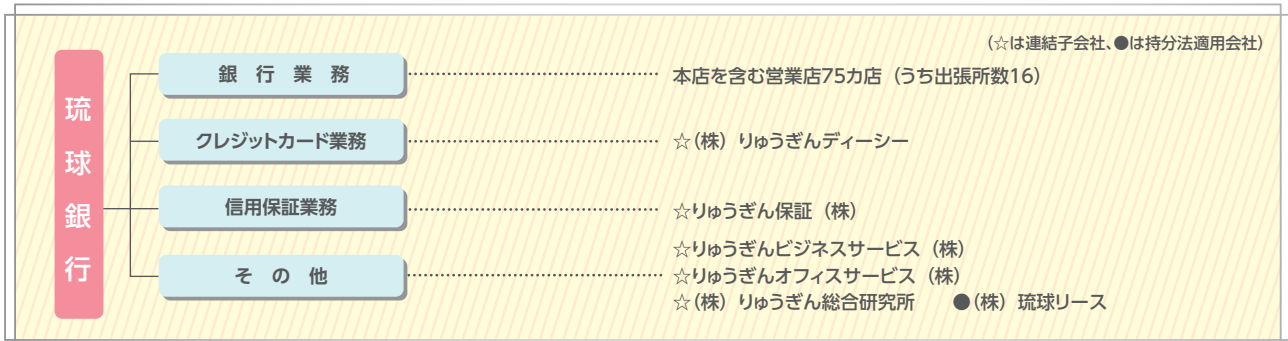 (☆は連結子会社、●は持分法適用会社)
琉球銀行
銀行業務
本店を含む営業店75カ店(うち出張所数16)
クレジットカード業務
☆(株)りゅうぎんディーシー
信用保証業務
☆りゅうぎん保証(株)
その他
☆りゅうぎんビジネスサービス(株)
☆りゅうぎんオフィスサービス(株)
☆(株)りゅうぎん総合研究所 ●(株)琉球リース